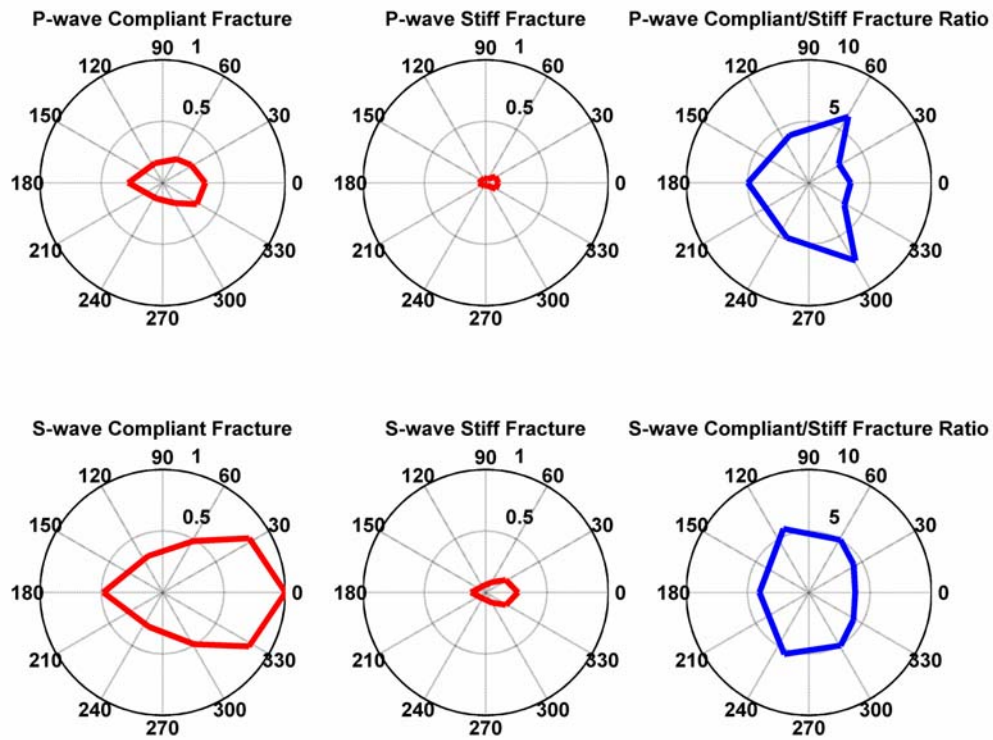 P-wave Compliant Fracture P-wave Stiff Fracture P-wave Compliant/Stiff Fracture Ratio
90 1 90 1 90 10
120 60 120 60 120 60
0.5 0.5 5
150 30 150 30 150 30
180 0 180 0 180 0
210 330 210 330 210 330
240 300 240 300 240 300
270 270 270
S-wave Compliant Fracture S-wave Stiff Fracture S-wave Compliant/Stiff Fracture Ratio
90 1 90 1 90 10
120 60 120 60 120 60
0.5 0.5 5
150 30 150 30 150 30
180 0 180 0 180 0
210 330 210 330 210 330
240 300 240 300 240 300
270 270 270